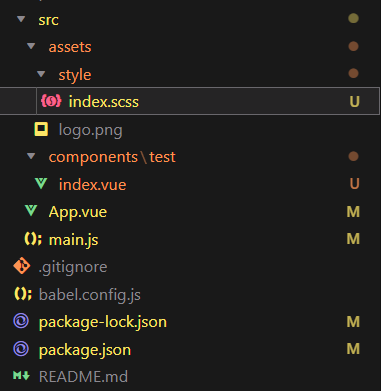 src
assets
style
index.scss U
logo.png
components\test
index.vue U
App.vue M
main.js M
.gitignore
babel.config.js
package-lock.json M
package.json M
README.md